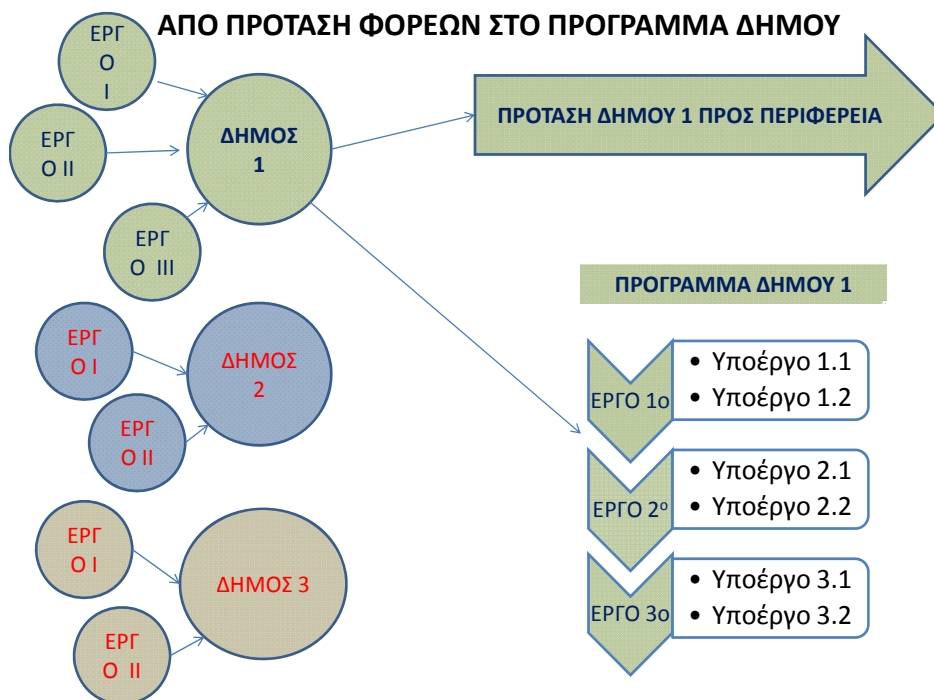 ΑΠΟ ΠΡΟΤΑΣΗ ΦΟΡΕΩΝ ΣΤΟ ΠΡΟΓΡΑΜΜΑ ΔΗΜΟΥ
ΕΡΓ
Ο
Ι
ΕΡΓ
Ο ΙΙ
ΕΡΓ
Ο ΙΙΙ
ΔΗΜΟΣ
1
ΠΡΟΤΑΣΗ ΔΗΜΟΥ 1 ΠΡΟΣ ΠΕΡΙΦΕΡΕΙΑ
ΕΡΓ
Ο Ι
ΕΡΓ
Ο ΙΙ
ΔΗΜΟΣ
2
ΕΡΓ
Ο Ι
ΕΡΓ
Ο ΙΙ
ΔΗΜΟΣ 3
ΠΡΟΓΡΑΜΜΑ ΔΗΜΟΥ 1
ΕΡΓΟ 1ο
• Υποέργο 1.1
• Υποέργο 1.2
ΕΡΓΟ 2ο
• Υποέργο 2.1
• Υποέργο 2.2
ΕΡΓΟ 3ο
• Υποέργο 3.1
• Υποέργο 3.2